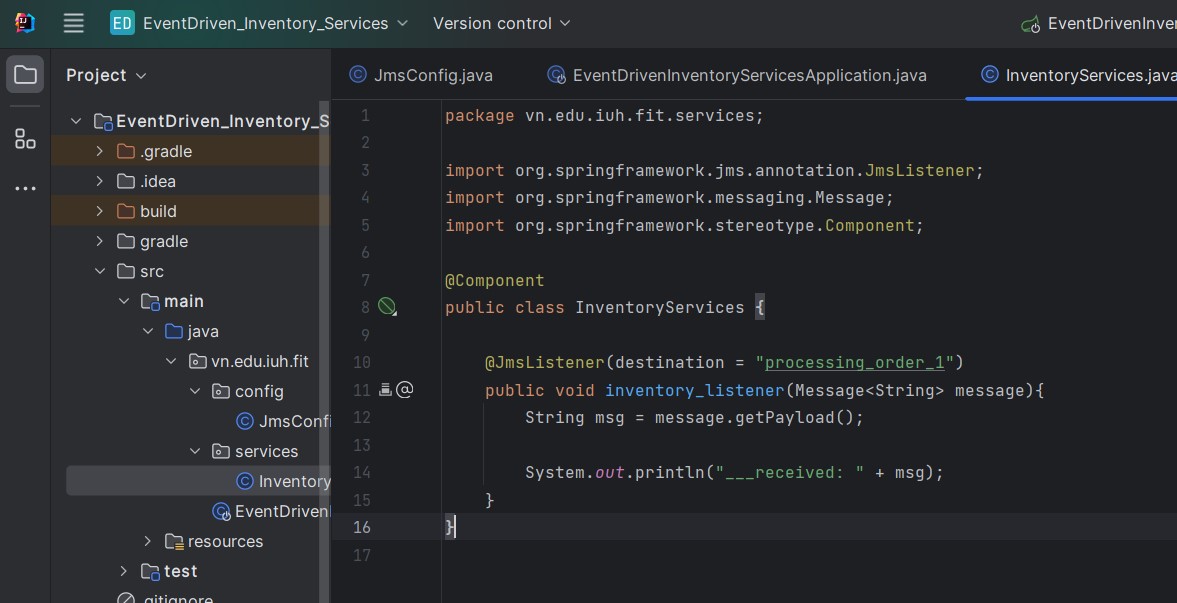 ED EventDriven_Inventory_Services Version control EventDrivenInve
Project
JmsConfig.java EventDrivenInventoryServicesApplication.java InventoryServices.java
EventDriven_Inventory_S
.gradle
.idea
build
gradle
src
main
java
vn.edu.iuh.fit
config
JmsConf
services
Inventory
EventDriven
resources
test
.gitignore
1 package vn.edu.iuh.fit.services;
2
3 import org.springframework.jms.annotation.JmsListener;
4 import org.springframework.messaging.Message;
5 import org.springframework.stereotype.Component;
6
7 @Component
8 public class InventoryServices {
9
10 @JmsListener(destination = "processing_order_1")
11 public void inventory_listener(Message<String> message){
12 String msg = message.getPayload();
13
14 System.out.println("___received: " + msg);
15 }
16 }
17